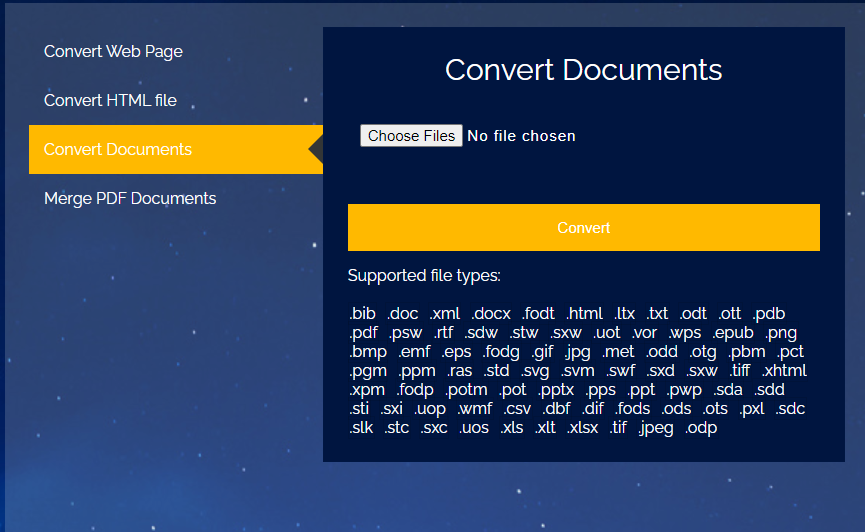 Convert Web Page
Convert HTML file
Convert Documents
Merge PDF Documents
Convert Documents
Choose Files No file chosen
Convert
Supported file types:
.bib .doc .xml .docx .fodt .html .ltx .txt .odt .ott .pdb
.pdf .psw .rtf .sdw .stw .sxw .uot .vor .wps .epub .png
.bmp .emf .eps .fodg .gif .jpg .met .odd .otg .pbm .pct
.pgm .ppm .ras .std .svg .svm .swf .sxd .sxw .tiff .xhtml
.xpm .fodp .potm .pot .pptx .pps .ppt .pwp .sda .sdd
.sti .sxi .uop .wmf .csv .dbf .dif .fods .ods .ots .pxl .sdc
.slk .stc .sxc .uos .xls .xlt .xlsx .tif .jpeg .odp